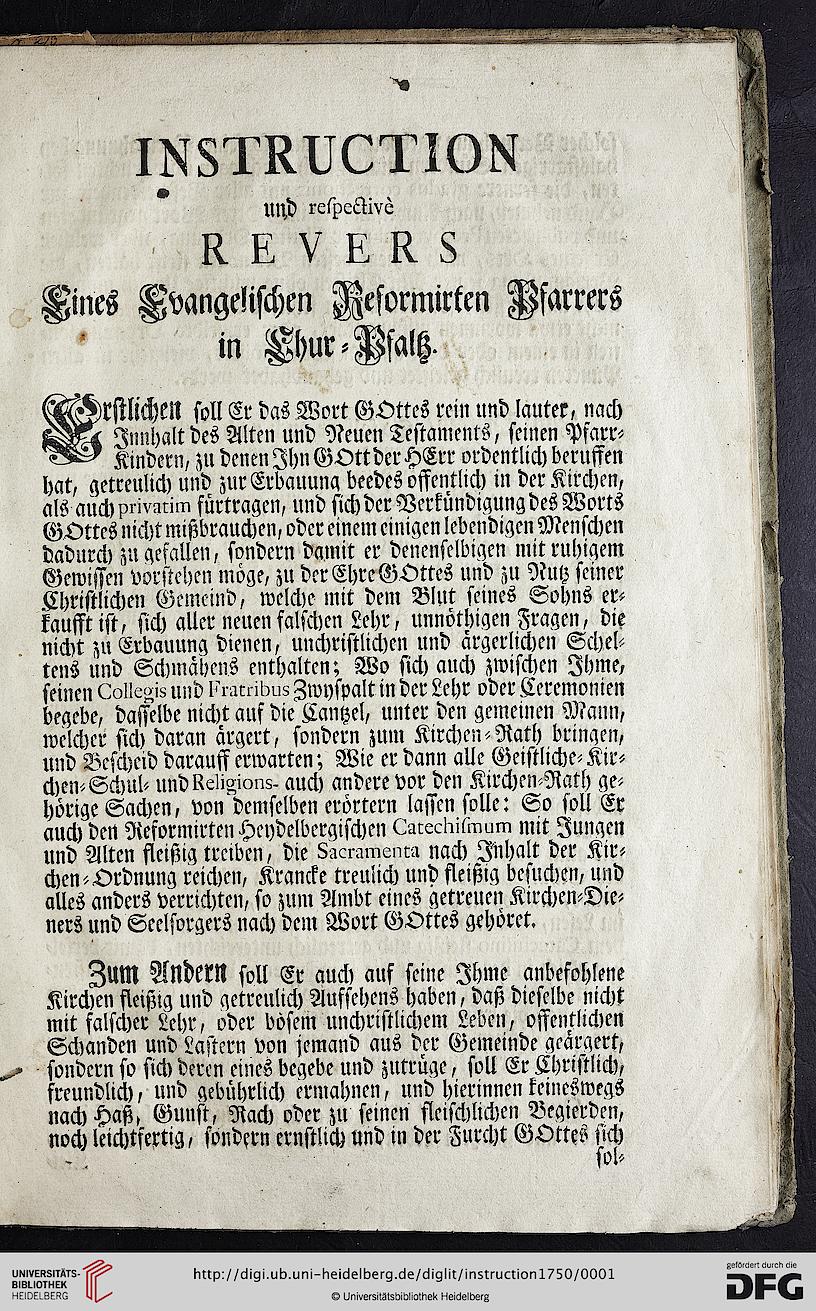 INSTRUCTION
und reſpectivè
REVERS
Eines Evangeliſchen Reformirten Pfarrers
in Chur-Pfaltz.
Erſtlichen ſoll Er das Wort GOttes rein und lauter, nach
Innhalt des Alten und Neuen Teſtaments, ſeinen Pfarr-
Kindern, zu denen Ihn GOtt der HErr ordentlich beruffen
hat, getreulich und zur Erbauung beedes öffentlich in der Kirchen,
als auch privatim fürtragen, und ſich der Verkündigung des Worts
GOttes nicht mißbrauchen, oder einem einigen lebendigen Menſchen
dadurch zu gefallen, ſondern damit er denenſelbigen mit ruhigem
Gewiſſen vorſtehen möge, zu der Ehre GOttes und zu Nutz ſeiner
Chriſtlichen Gemeind, welche mit dem Blut ſeines Sohns er-
kaufft iſt, ſich aller neuen falſchen Lehr, unnöthigen Fragen, die
nicht zu Erbauung dienen, unchriſtlichen und ärgerlichen Schel-
tens und Schmähens enthalten; Wo ſich auch zwiſchen Ihme,
ſeinen Collegis und Fratribus Zwyſpalt in der Lehr oder Ceremonien
begebe, daſſelbe nicht auf die Cantzel, unter den gemeinen Mann,
welcher ſich daran ärgert, ſondern zum Kirchen-Rath bringen,
und Beſcheid darauff erwarten; Wie er dann alle Geiſtliche-Kir-
chen-Schul- und Religions- auch andere vor den Kirchen-Rath ge-
hörige Sachen, von demſelben erörtern laſſen ſolle: So ſoll Er
auch den Reformirten Heydelbergiſchen Catechiſmum mit Jungen
und Alten fleißig treiben, die Sacramenta nach Inhalt der Kir-
chen-Ordnung reichen, Krancke treulich und fleißig beſuchen, und
alles anders verrichten, ſo zum Ambt eines getreuen Kirchen-Die-
ners und Seelſorgers nach dem Wort GOttes gehöret.
Zum Andern ſoll Er auch auf ſeine Ihme anbefohlene
Kirchen fleißig und getreulich Aufſehens haben, daß dieſelbe nicht
mit falſcher Lehr, oder böſem unchriſtlichem Leben, offentlichen
Schanden und Laſtern von jemand aus der Gemeinde geärgert,
ſondern ſo ſich deren eines begebe und zutrüge, ſoll Er Chriſtlich,
freundlich, und gebührlich ermahnen, und hierinnen keineswegs
nach Haß, Gunſt, Rach oder zu ſeinen fleiſchlichen Begierden,
noch leichtfertig, ſondern ernſtlich und in der Furcht GOttes ſich
ſol-
UNIVERSITÄTS-
BIBLIOTHEK
HEIDELBERG
http://digi.ub.uni-heidelberg.de/diglit/instruction1750/0001
© Universitätsbibliothek Heidelberg
gefördert durch die
DFG